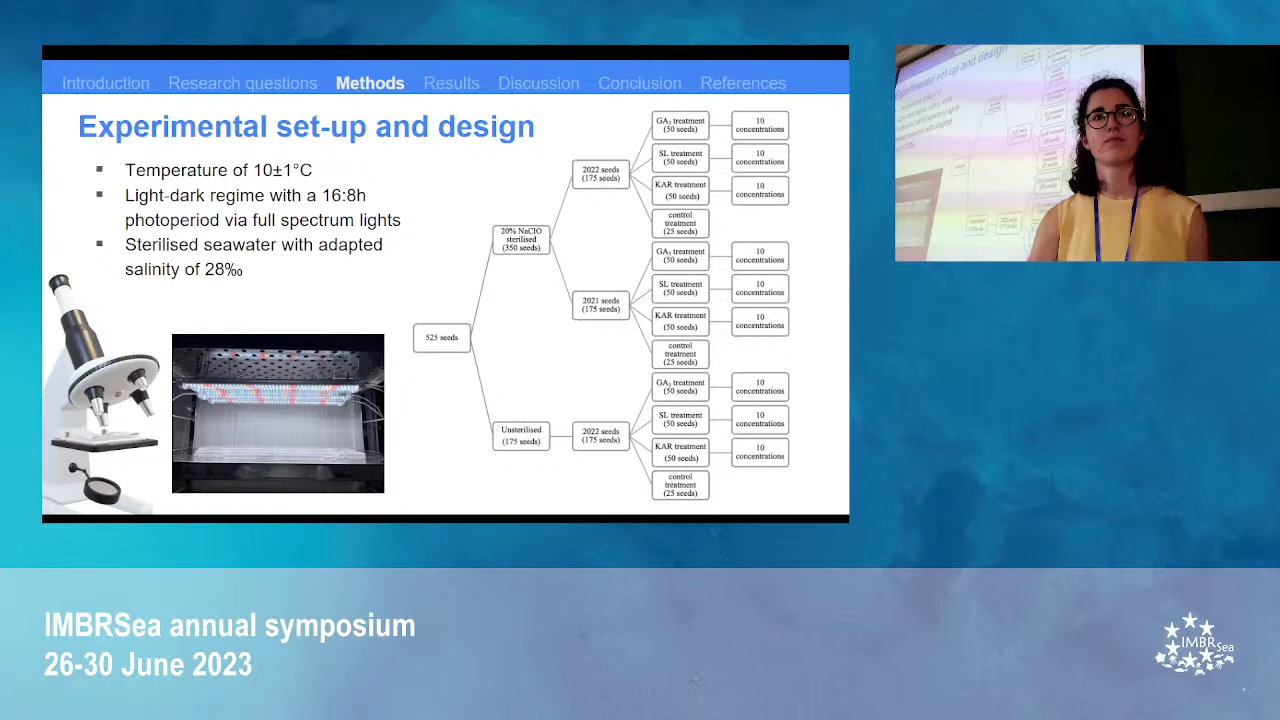 Introduction Research questions Methods Results Discussion Conclusion References
Experimental set-up and design
Temperature of 10±1°C
Light-dark regime with a 16:8h
photoperiod via full spectrum lights
Sterilised seawater with adapted
salinity of 28‰
525 seeds
20% NaClO
sterilised
(350 seeds)
2022 seeds
(175 seeds)
GA₃ treatment
(50 seeds)
10
concentrations
SL treatment
(50 seeds)
10
concentrations
KAR treatment
(50 seeds)
10
concentrations
control
treatment
(25 seeds)
2021 seeds
(175 seeds)
GA₃ treatment
(50 seeds)
10
concentrations
SL treatment
(50 seeds)
10
concentrations
KAR treatment
(50 seeds)
10
concentrations
control
treatment
(25 seeds)
Unsterilised
(175 seeds)
2022 seeds
(175 seeds)
GA₃ treatment
(50 seeds)
10
concentrations
SL treatment
(50 seeds)
10
concentrations
KAR treatment
(50 seeds)
10
concentrations
control
treatment
(25 seeds)
Experimental set-up and design
IMBRSea annual symposium
26-30 June 2023
IMBRSea